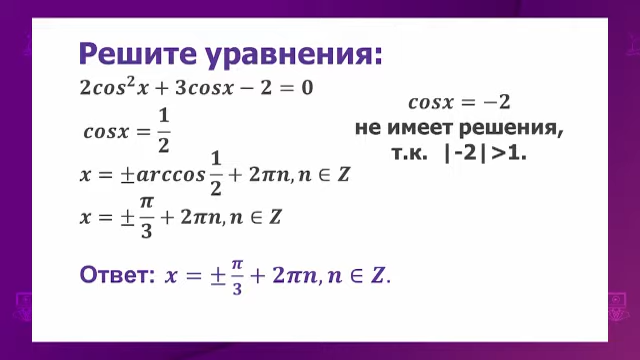 Решите уравнения:
2cos²x + 3cosx − 2 = 0
cosx = 1/2
x = ±arccos 1/2 + 2πn, n ∈ Z
x = ± π/3 + 2πn, n ∈ Z
cosx = −2
не имеет решения,
т.к. |-2|>1.
Ответ: x = ± π/3 + 2πn, n ∈ Z.